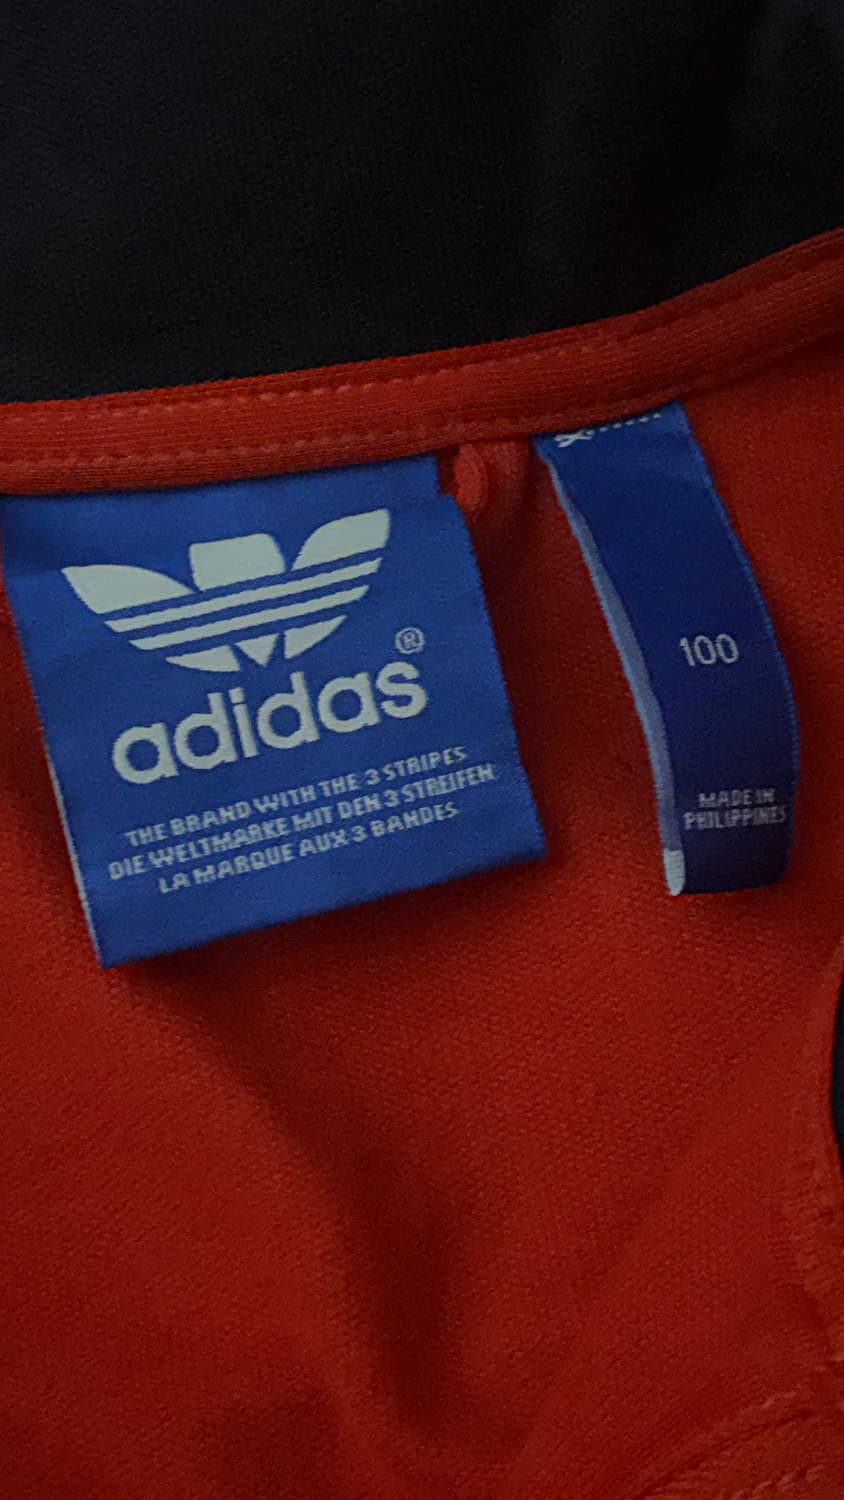 adidas®
THE BRAND WITH THE 3 STRIPES
DIE WELTMARKE MIT DEN 3 STREIFEN
LA MARQUE AUX 3 BANDES
100
MADE IN
PHILIPPINES